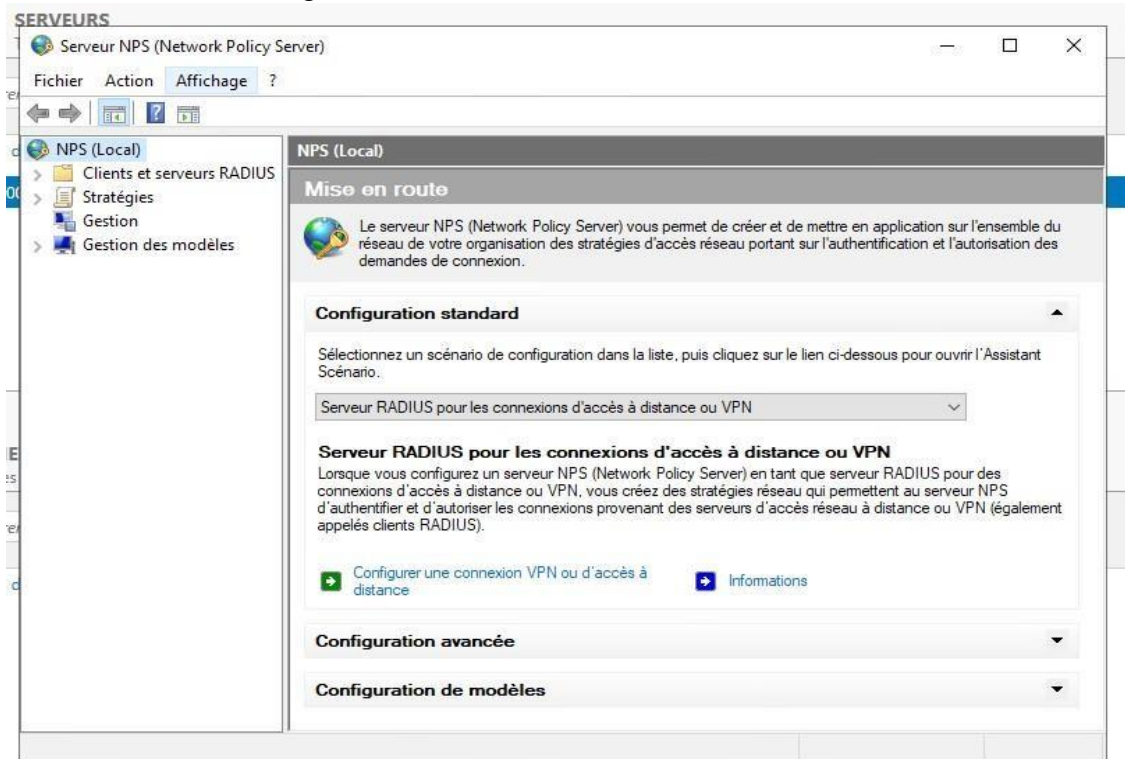 SERVEURS
Serveur NPS (Network Policy Server)
Fichier Action Affichage ?
NPS (Local)
Clients et serveurs RADIUS
Stratégies
Gestion
Gestion des modèles
NPS (Local)
Mise en route
Le serveur NPS (Network Policy Server) vous permet de créer et de mettre en application sur l'ensemble du
réseau de votre organisation des stratégies d'accès réseau portant sur l'authentification et l'autorisation des
demandes de connexion.
Configuration standard
Sélectionnez un scénario de configuration dans la liste, puis cliquez sur le lien ci-dessous pour ouvrir l'Assistant
Scénario.
Serveur RADIUS pour les connexions d'accès à distance ou VPN
Serveur RADIUS pour les connexions d'accès à distance ou VPN
Lorsque vous configurez un serveur NPS (Network Policy Server) en tant que serveur RADIUS pour des
connexions d'accès à distance ou VPN, vous créez des stratégies réseau qui permettent au serveur NPS
d'authentifier et d'autoriser les connexions provenant des serveurs d'accès réseau à distance ou VPN (également
appelés clients RADIUS).
Configurer une connexion VPN ou d'accès à
distance
Informations
Configuration avancée
Configuration de modèles